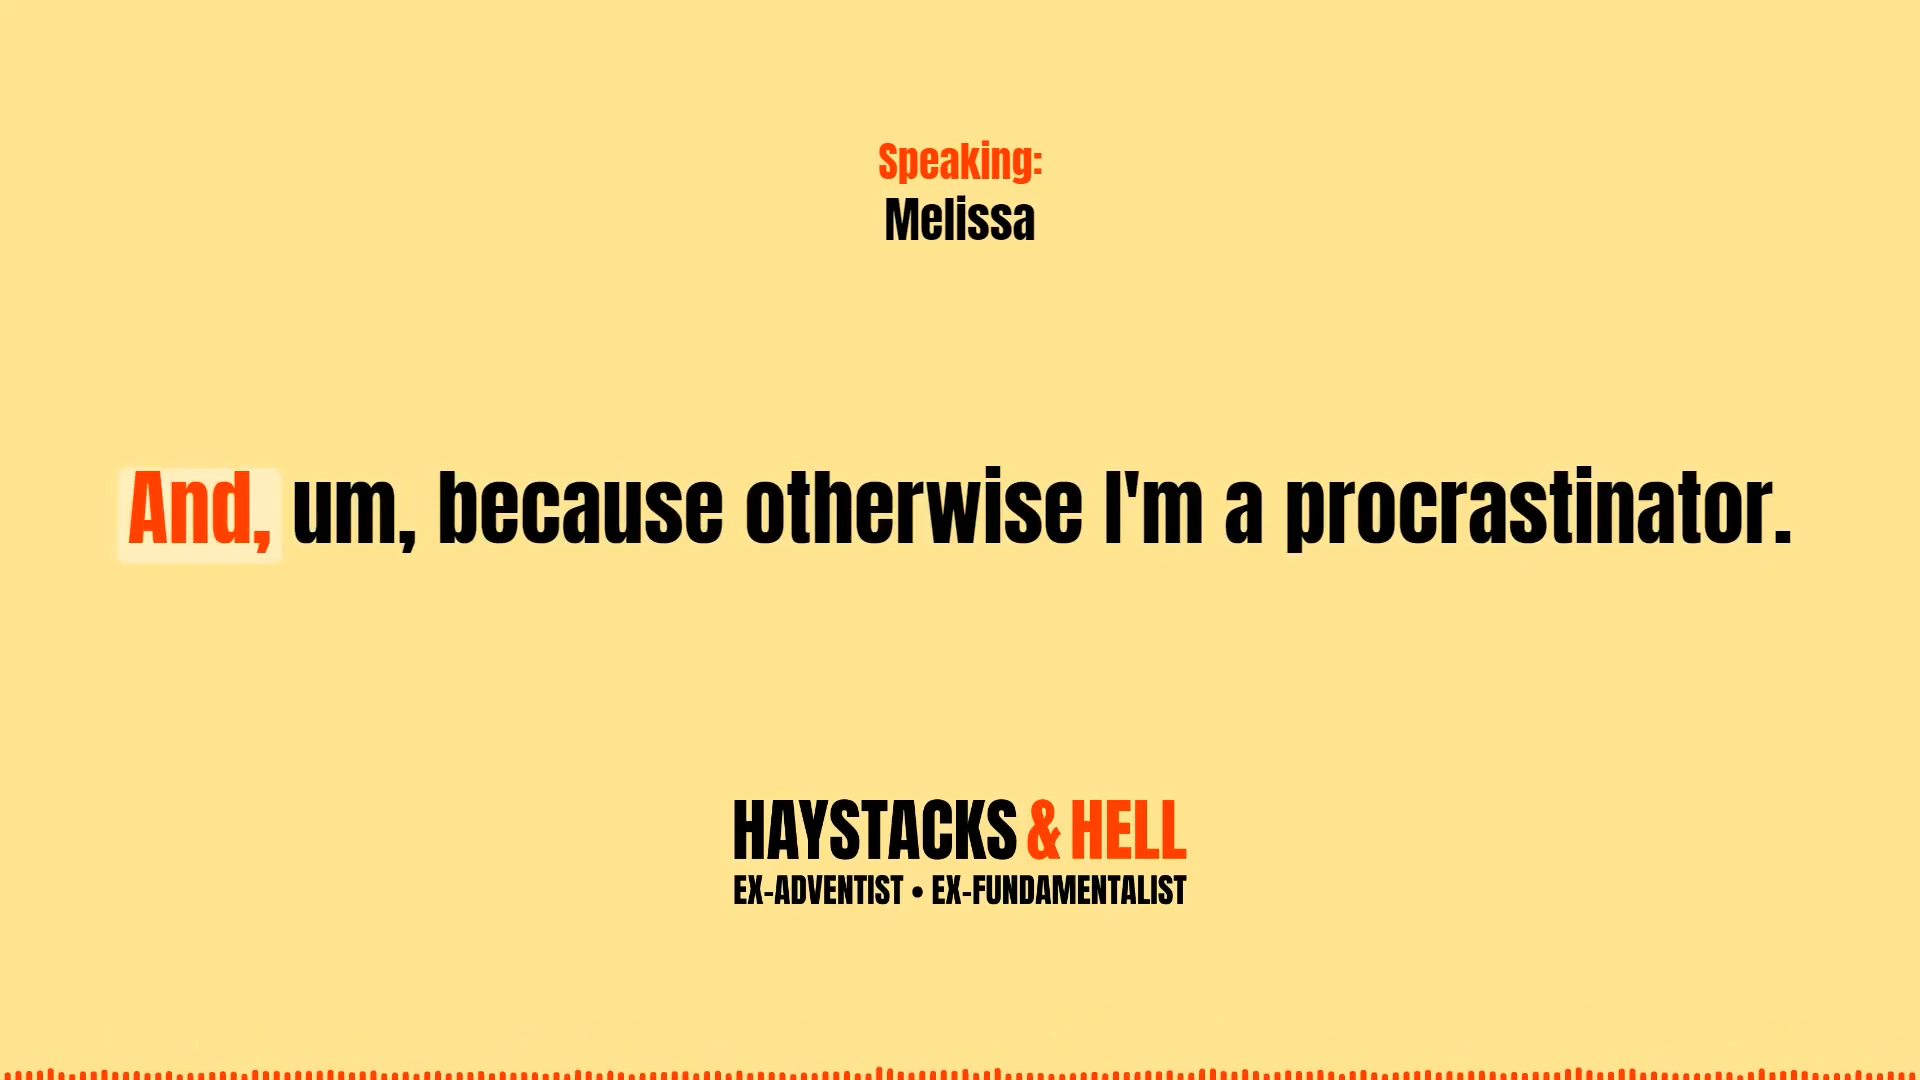 Speaking:
Melissa
And, um, because otherwise I'm a procrastinator.
HAYSTACKS & HELL
EX-ADVENTIST • EX-FUNDAMENTALIST